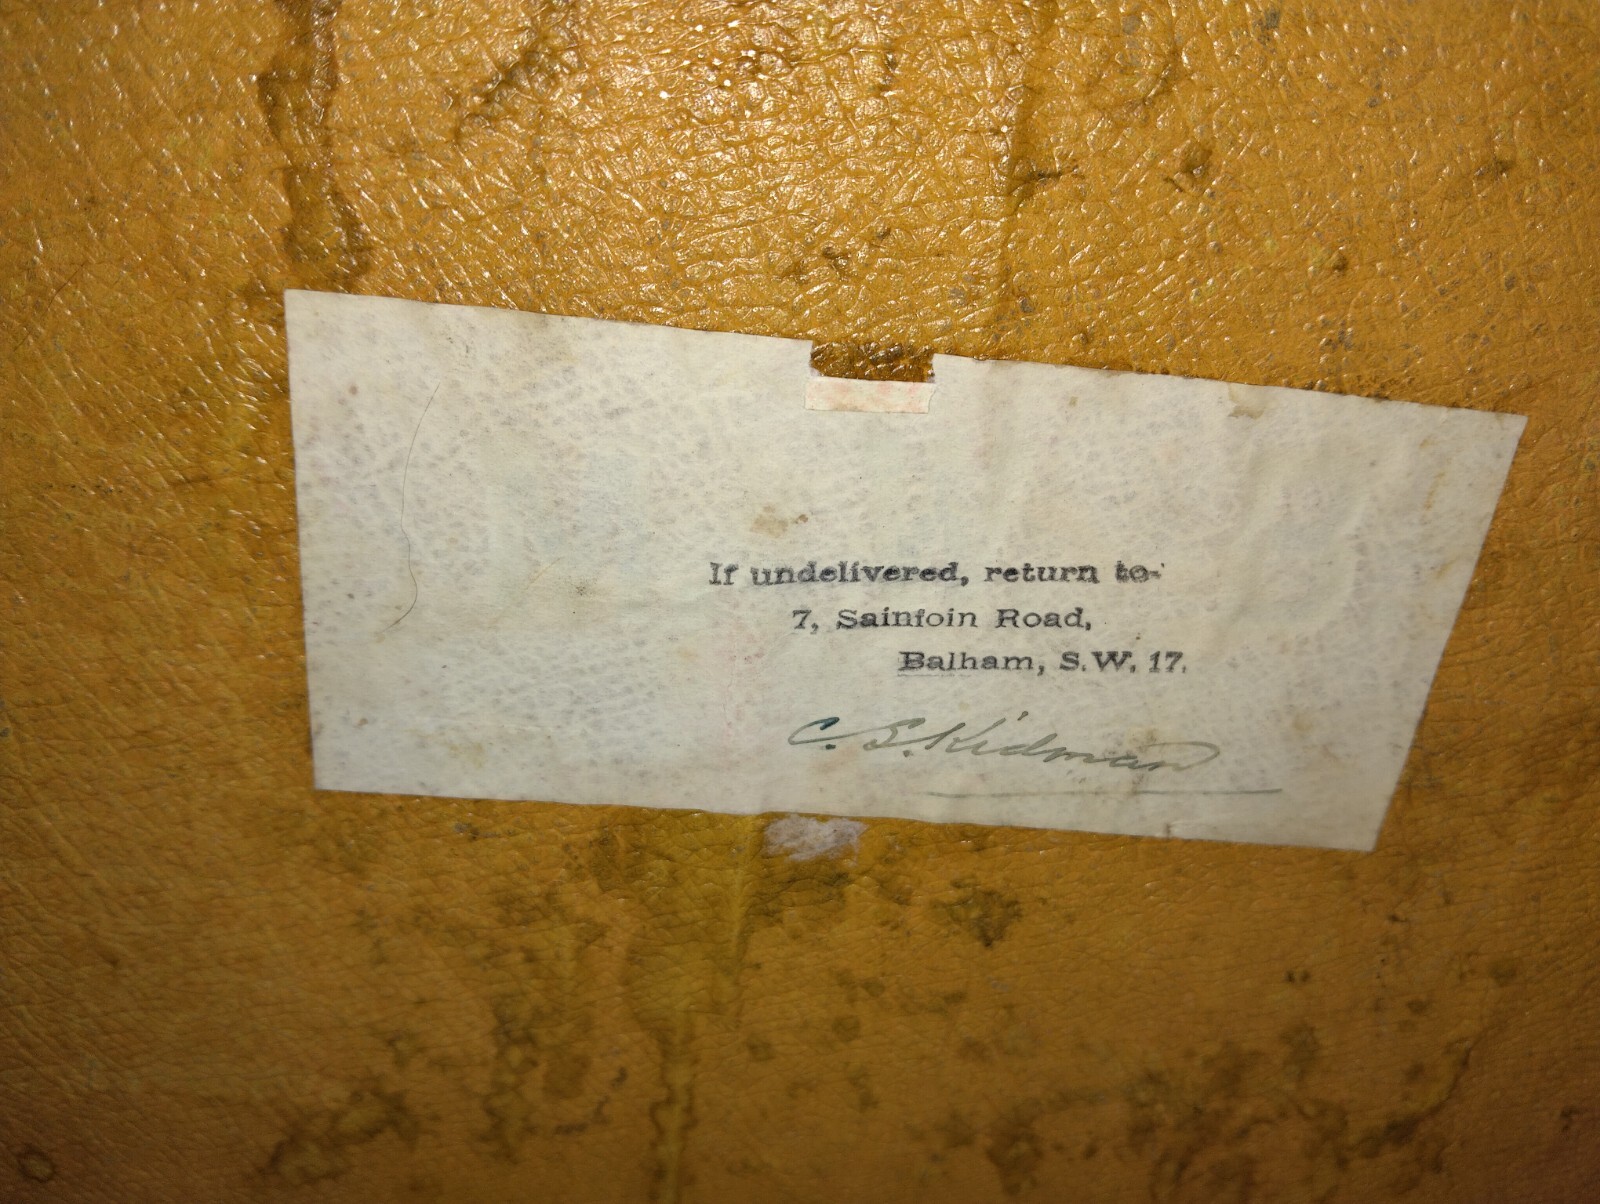 If undelivered, return to-
7, Sainfoin Road,
Balham, S.W. 17.
C. S. Kidman